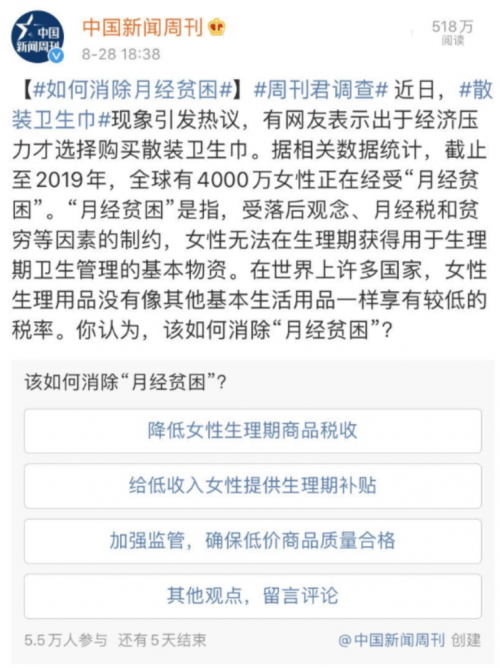 中国新闻周刊
中国
新闻周刊
8-28 18:38
518万
阅读
【#如何消除月经贫困#】#周刊君调查# 近日，#散
装卫生巾#现象引发热议，有网友表示出于经济压
力才选择购买散装卫生巾。据相关数据统计，截止
至2019年，全球有4000万女性正在经受“月经贫
困”。“月经贫困”是指，受落后观念、月经税和贫
穷等因素的制约，女性无法在生理期获得用于生理
期卫生管理的基本物资。在世界上许多国家，女性
生理用品没有像其他基本生活用品一样享有较低的
税率。你认为，该如何消除“月经贫困”？
该如何消除“月经贫困”？
降低女性生理期商品税收
给低收入女性提供生理期补贴
加强监管，确保低价商品质量合格
其他观点，留言评论
5.5万人参与 还有5天结束
@中国新闻周刊 创建